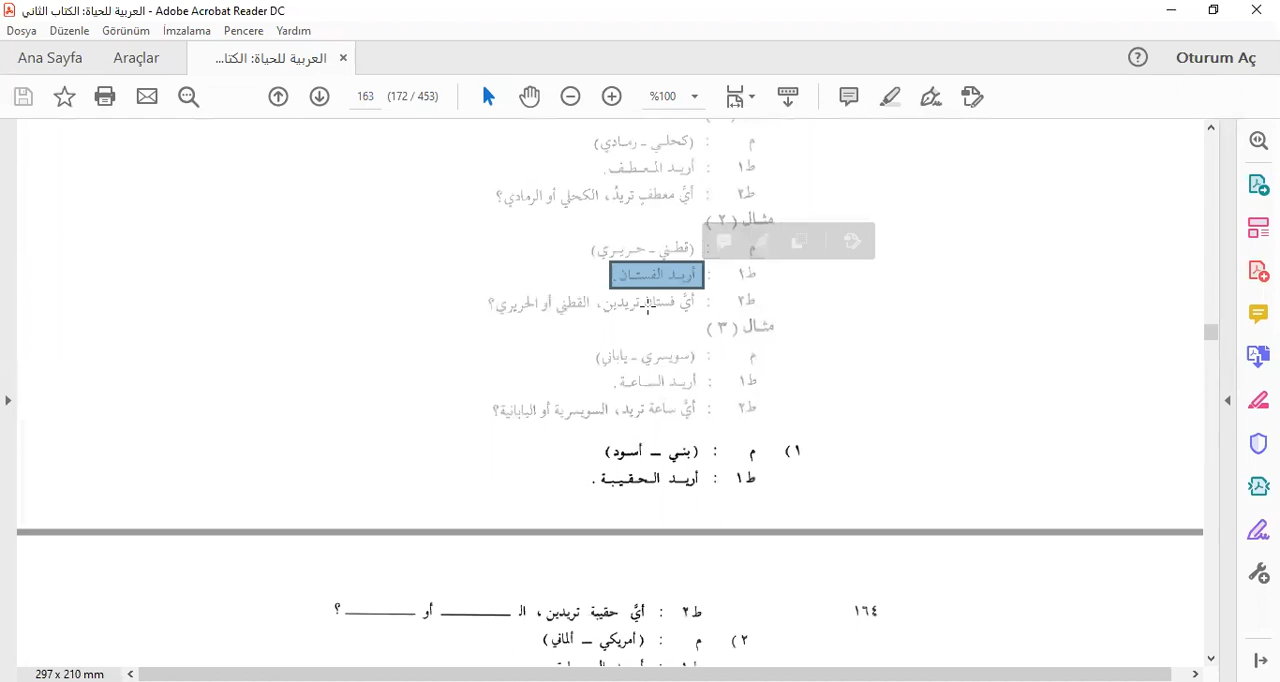 العربية للحياة: الكتاب الثاني - Adobe Acrobat Reader DC
Dosya Düzenle Görünüm İmzalama Pencere Yardım
Ana Sayfa Araçlar العربية للحياة: الكتا... × ? Oturum Aç
163 (172 / 453) %100
م : (كحلي ـ رمادي)
ط١ : أريد المعطف.
ط٢ : أيَّ معطفٍ تريدُ، الكحلي أو الرمادي؟
مثال (٢)
م : (قطني ـ حريري)
ط١ : أريد الفستان.
ط٢ : أيَّ فستان تريدين، القطني أو الحريري؟
مثال (٣)
م : (سويسري ـ ياباني)
ط١ : أريد الساعة.
ط٢ : أيَّ ساعة تريد، السويسرية أو اليابانية؟
١) م : (بني ــ أسود)
ط١ : أريد الحقيبة.
١٦٤
ط٢ : أيَّ حقيبة تريدين، الـ ________ أو ________ ؟
٢) م : (أمريكي ــ ألماني)
297 x 210 mm